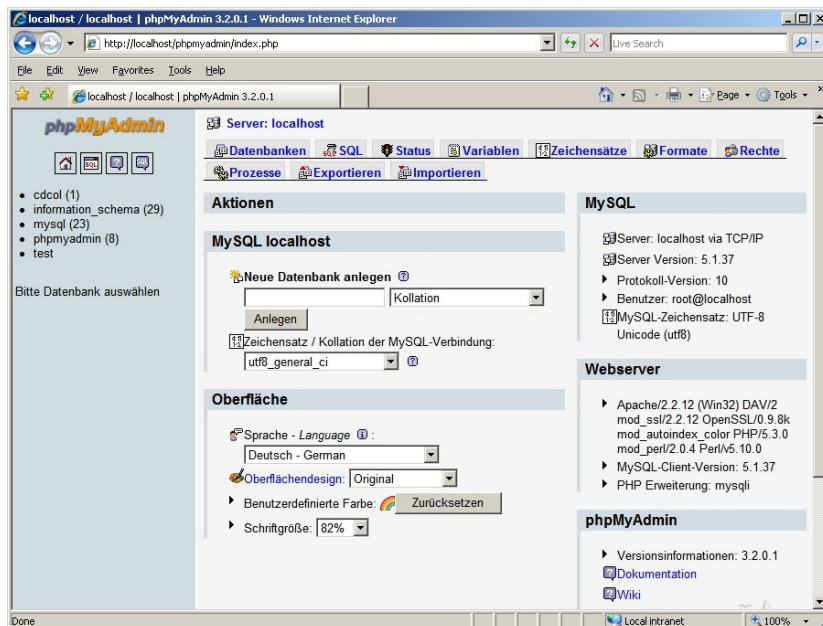 localhost / localhost | phpMyAdmin 3.2.0.1 - Windows Internet Explorer
http://localhost/phpmyadmin/index.php
Live Search
File Edit View Favorites Tools Help
localhost / localhost | phpMyAdmin 3.2.0.1
Page Tools
phpMyAdmin
SQL
cdcol (1)
information_schema (29)
mysql (23)
phpmyadmin (8)
test
Bitte Datenbank auswählen
Server: localhost
Datenbanken SQL Status Variablen Zeichensätze Formate Rechte
Prozesse Exportieren Importieren
Aktionen
MySQL localhost
Neue Datenbank anlegen
Kollation
Anlegen
Zeichensatz / Kollation der MySQL-Verbindung:
utf8_general_ci
Oberfläche
Sprache - Language :
Deutsch - German
Oberflächendesign: Original
Benutzerdefinierte Farbe: Zurücksetzen
Schriftgröße: 82%
MySQL
Server: localhost via TCP/IP
Server Version: 5.1.37
Protokoll-Version: 10
Benutzer: root@localhost
MySQL-Zeichensatz: UTF-8
Unicode (utf8)
Webserver
Apache/2.2.12 (Win32) DAV/2
mod_ssl/2.2.12 OpenSSL/0.9.8k
mod_autoindex_color PHP/5.3.0
mod_perl/2.0.4 Perl/v5.10.0
MySQL-Client-Version: 5.1.37
PHP Erweiterung: mysqli
phpMyAdmin
Versionsinformationen: 3.2.0.1
Dokumentation
Wiki
Done
Local intranet
100%